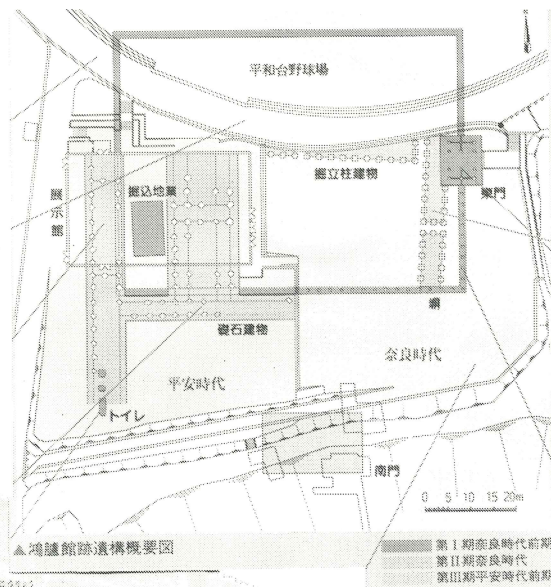 平和台野球場
掘込地業
掘立柱建物
東門
展示館
塀
礎石建物
奈良時代
平安時代
トイレ
南門
0 5 10 15 20m
▲鴻臚館跡遺構概要図
第Ⅰ期奈良時代前期
第Ⅱ期奈良時代
第Ⅲ期平安時代前期